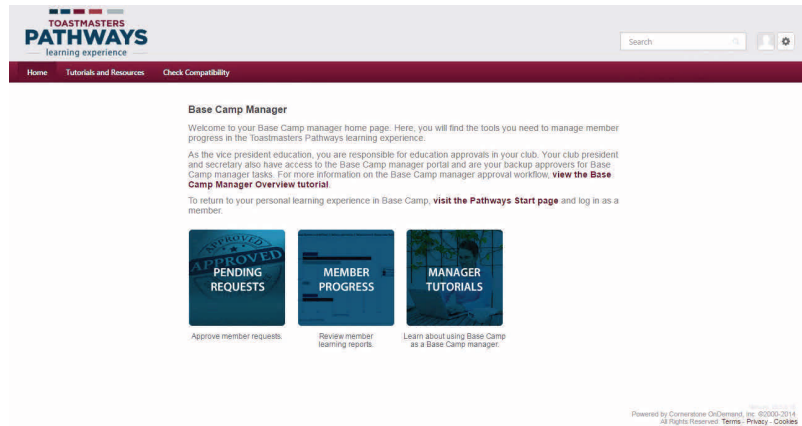 TOASTMASTERS
PATHWAYS
learning experience
Search
Home Tutorials and Resources Check Compatibility
Base Camp Manager
Welcome to your Base Camp manager home page. Here, you will find the tools you need to manage member
progress in the Toastmasters Pathways learning experience.
As the vice president education, you are responsible for education approvals in your club. Your club president
and secretary also have access to the Base Camp manager portal and are your backup approvers for Base
Camp manager tasks. For more information on the Base Camp manager approval workflow, view the Base
Camp Manager Overview tutorial.
To return to your personal learning experience in Base Camp, visit the Pathways Start page and log in as a
member.
APPROVED
APPROVED
PENDING
REQUESTS
MEMBER
PROGRESS
MANAGER
TUTORIALS
Approve member requests.
Review member
learning reports.
Learn about using Base Camp
as a Base Camp manager.
Powered by Cornerstone OnDemand, Inc. ©2000-2014
All Rights Reserved. Terms - Privacy - Cookies